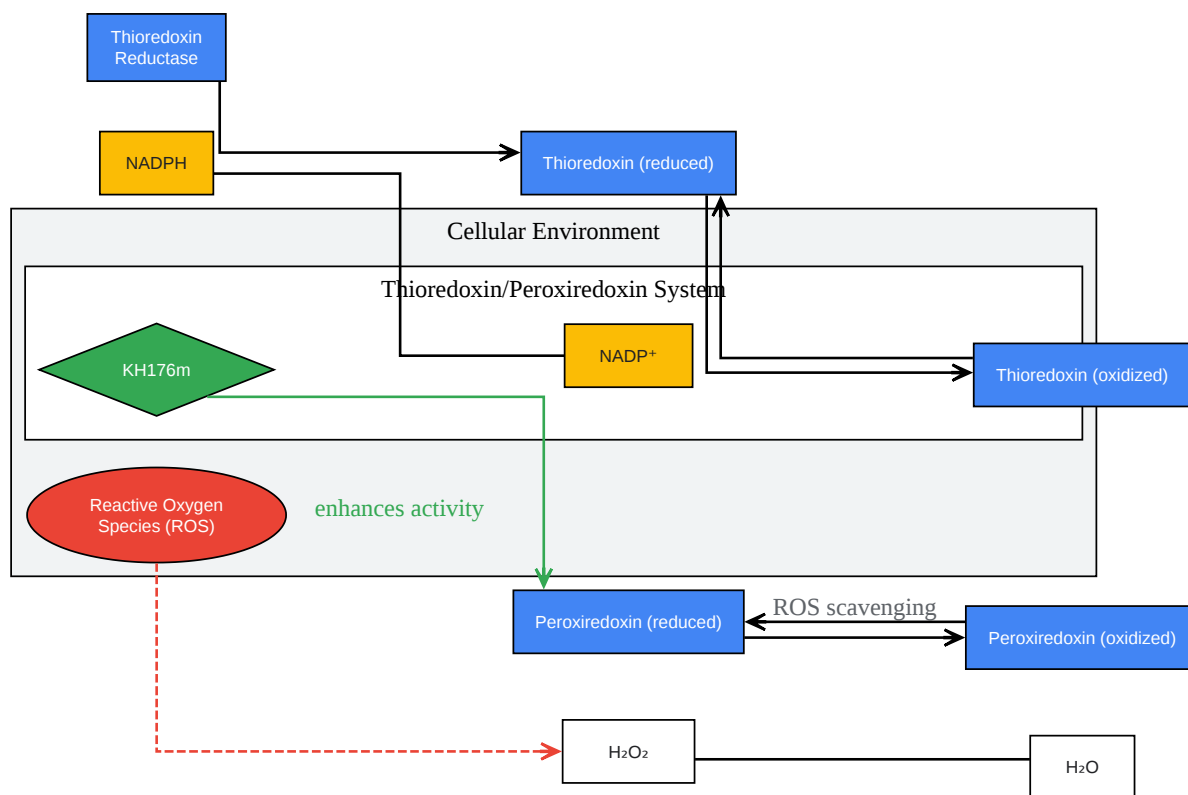 Thioredoxin
Reductase
NADPH
Thioredoxin (reduced)
Cellular Environment
Thioredoxin/Peroxiredoxin System
KH176m
NADP⁺
Thioredoxin (oxidized)
Reactive Oxygen
Species (ROS)
enhances activity
Peroxiredoxin (reduced)
ROS scavenging
Peroxiredoxin (oxidized)
H₂O₂
H₂O